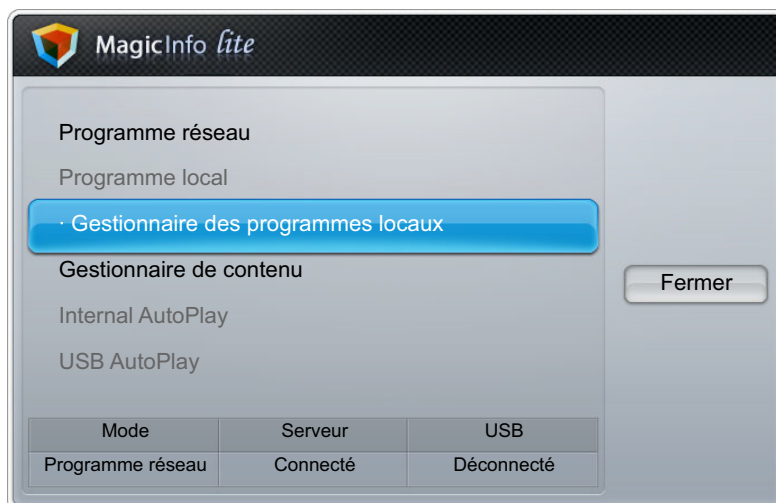 MagicInfo lite
Programme réseau
Programme local
· Gestionnaire des programmes locaux
Gestionnaire de contenu
Internal AutoPlay
USB AutoPlay
Fermer
Mode Serveur USB
Programme réseau Connecté Déconnecté